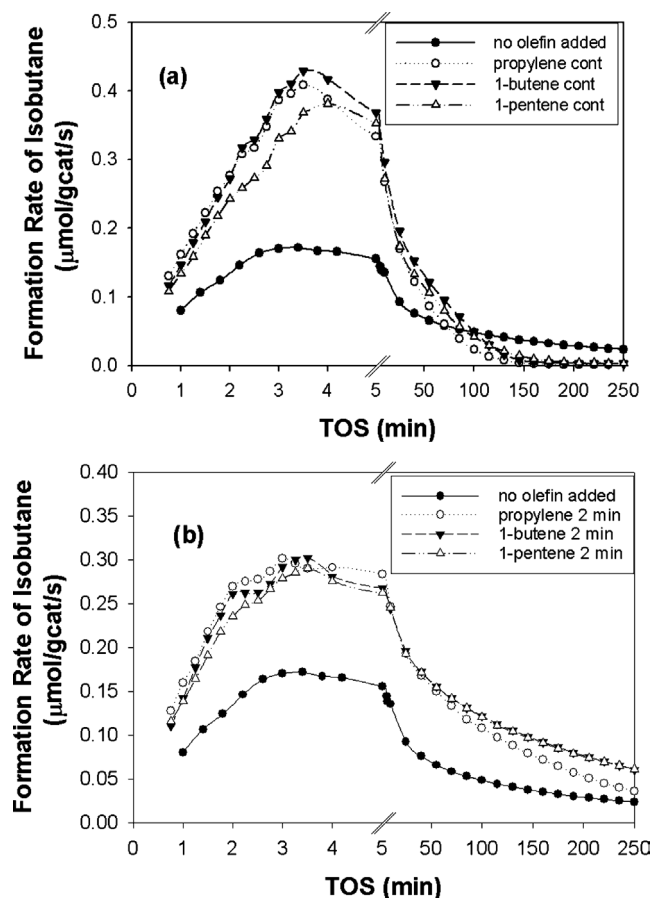 (a)
no olefin added
propylene cont
1-butene cont
1-pentene cont
Formation Rate of Isobutane
(μmol/gcat/s)
0.5
0.4
0.3
0.2
0.1
0.0
0 1 2 3 4 5 50 100 150 200 250
TOS (min)
(b)
no olefin added
propylene 2 min
1-butene 2 min
1-pentene 2 min
Formation Rate of Isobutane
(μmol/gcat/s)
0.40
0.35
0.30
0.25
0.20
0.15
0.10
0.05
0.00
0 1 2 3 4 5 50 100 150 200 250
TOS (min)